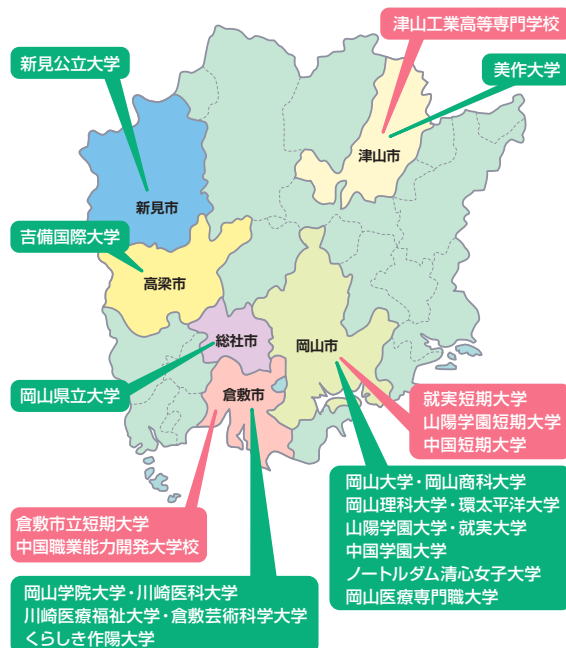 津山工業高等専門学校
新見公立大学
美作大学
津山市
新見市
吉備国際大学
高梁市
総社市
岡山市
岡山県立大学
倉敷市
就実短期大学
山陽学園短期大学
中国短期大学
岡山大学・岡山商科大学
岡山理科大学・環太平洋大学
山陽学園大学・就実大学
中国学園大学
ノートルダム清心女子大学
岡山医療専門職大学
倉敷市立短期大学
中国職業能力開発大学校
岡山学院大学・川崎医科大学
川崎医療福祉大学・倉敷芸術科学大学
くらしき作陽大学